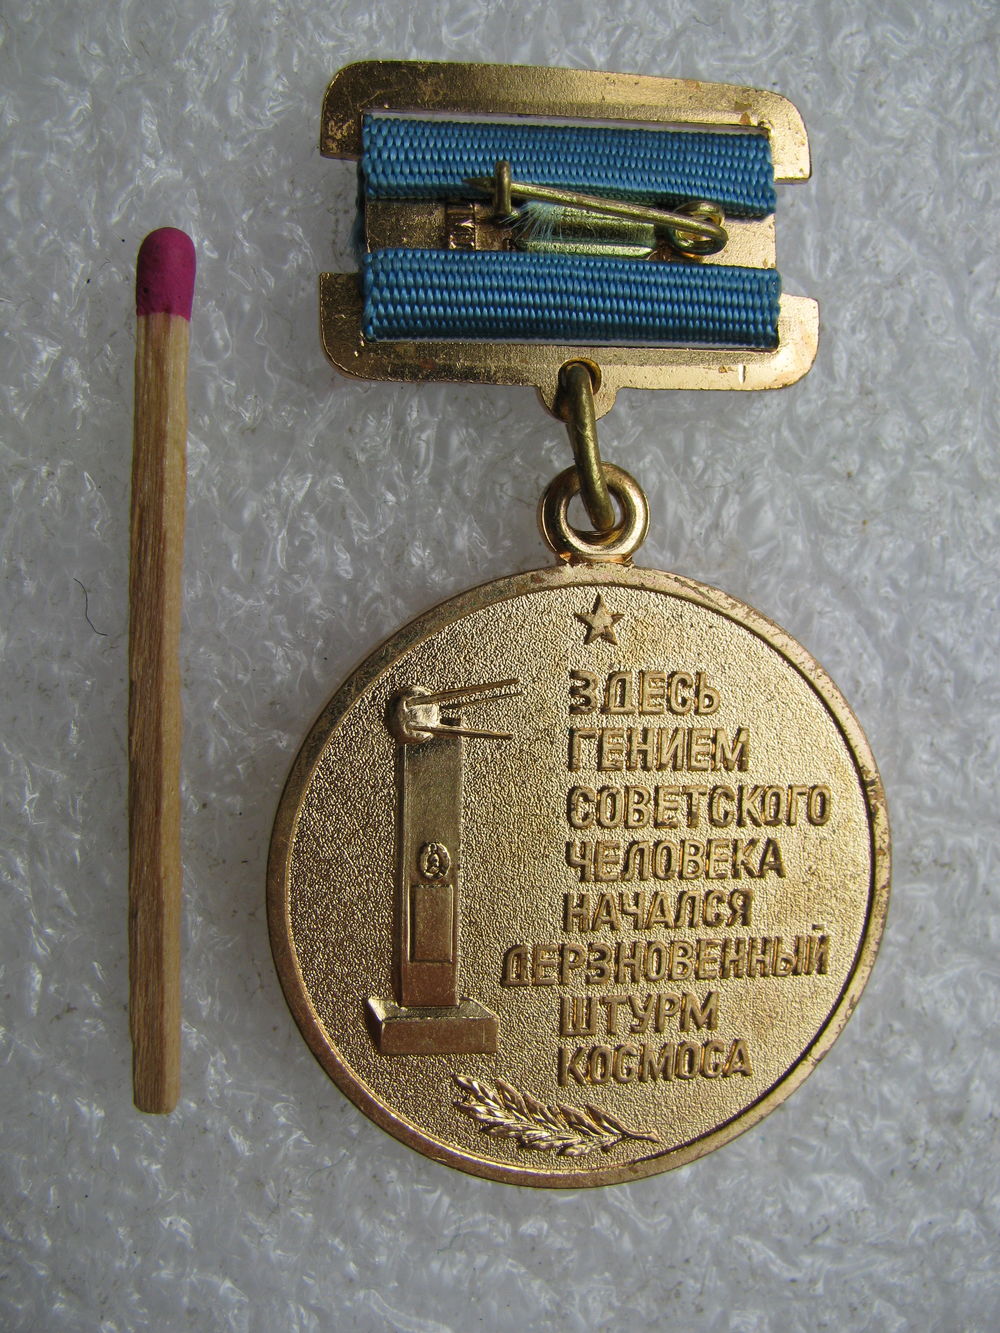 ЗДЕСЬ
ГЕНИЕМ
СОВЕТСКОГО
ЧЕЛОВЕКА
НАЧАЛСЯ
ДЕРЗНОВЕННЫЙ
ШТУРМ
КОСМОСА